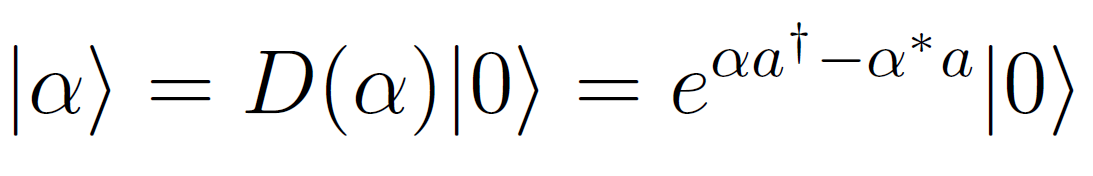 |α⟩ = D(α)|0⟩ = e^{αa^† − α^*a}|0⟩